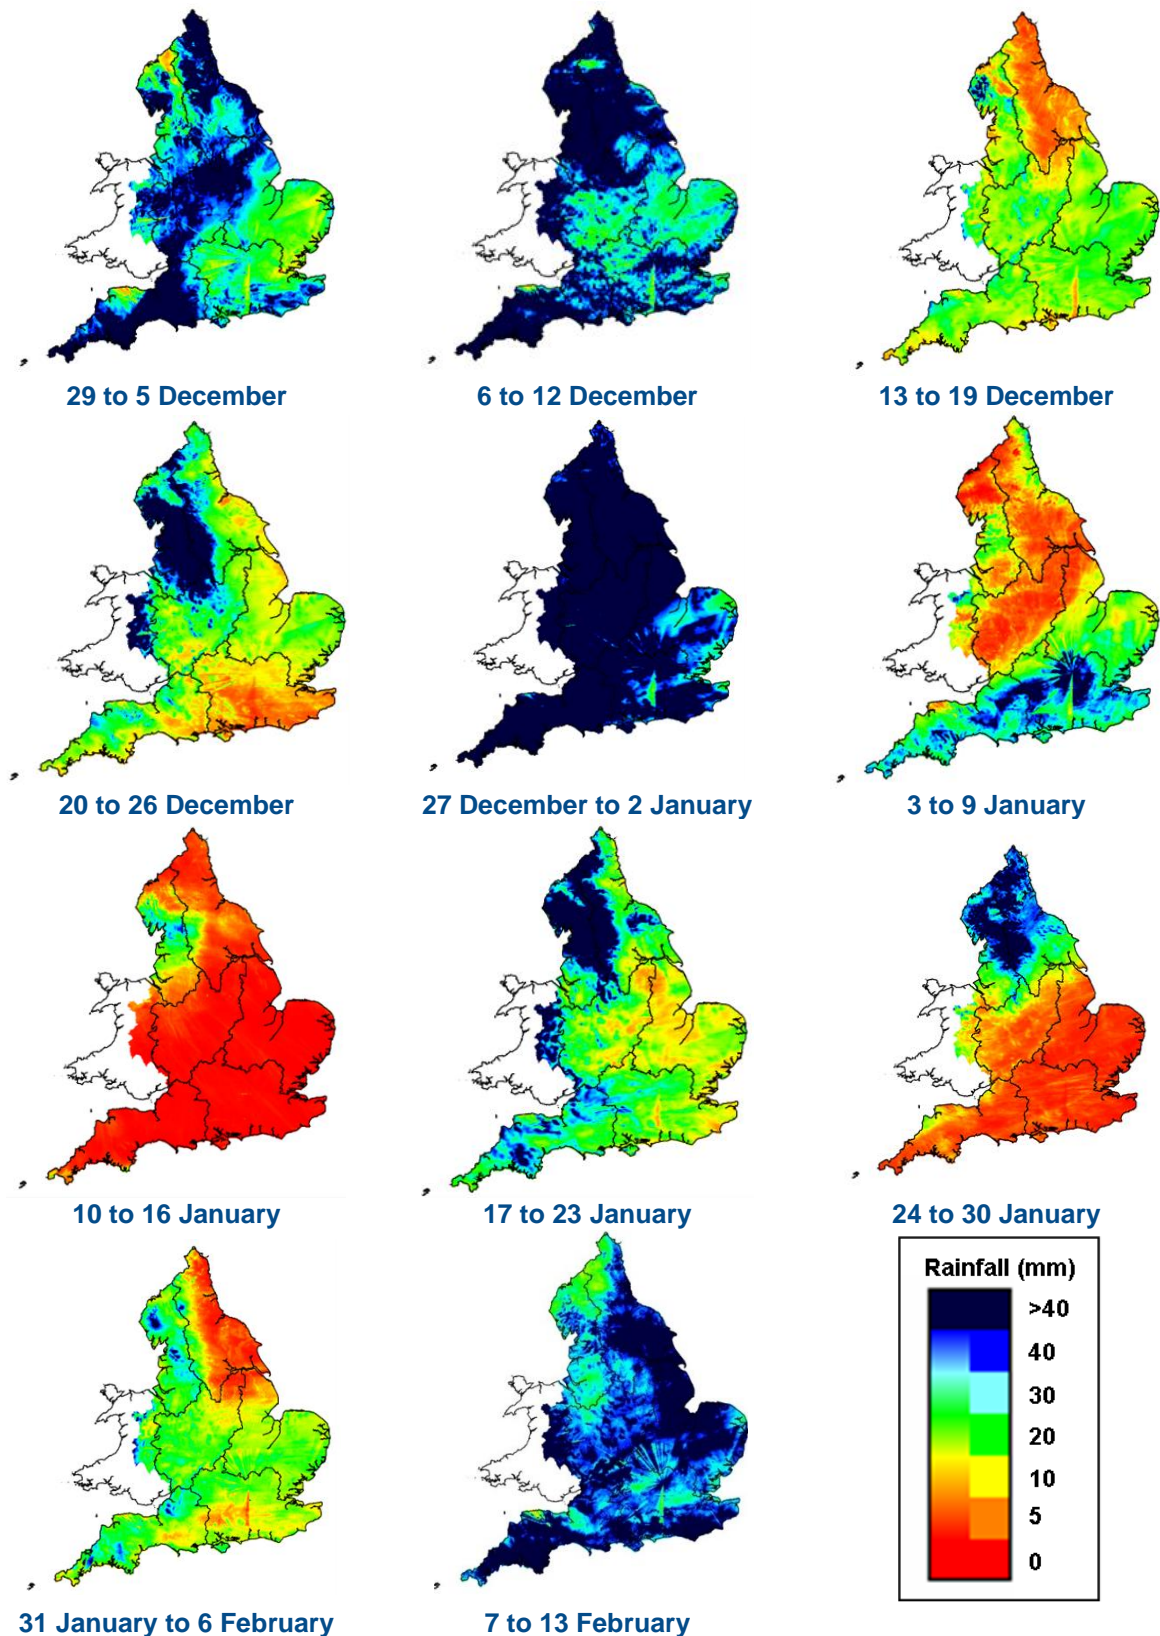 29 to 5 December
6 to 12 December
13 to 19 December
20 to 26 December
27 December to 2 January
3 to 9 January
10 to 16 January
17 to 23 January
24 to 30 January
Rainfall (mm)
>40
40
30
20
10
5
0
31 January to 6 February
7 to 13 February